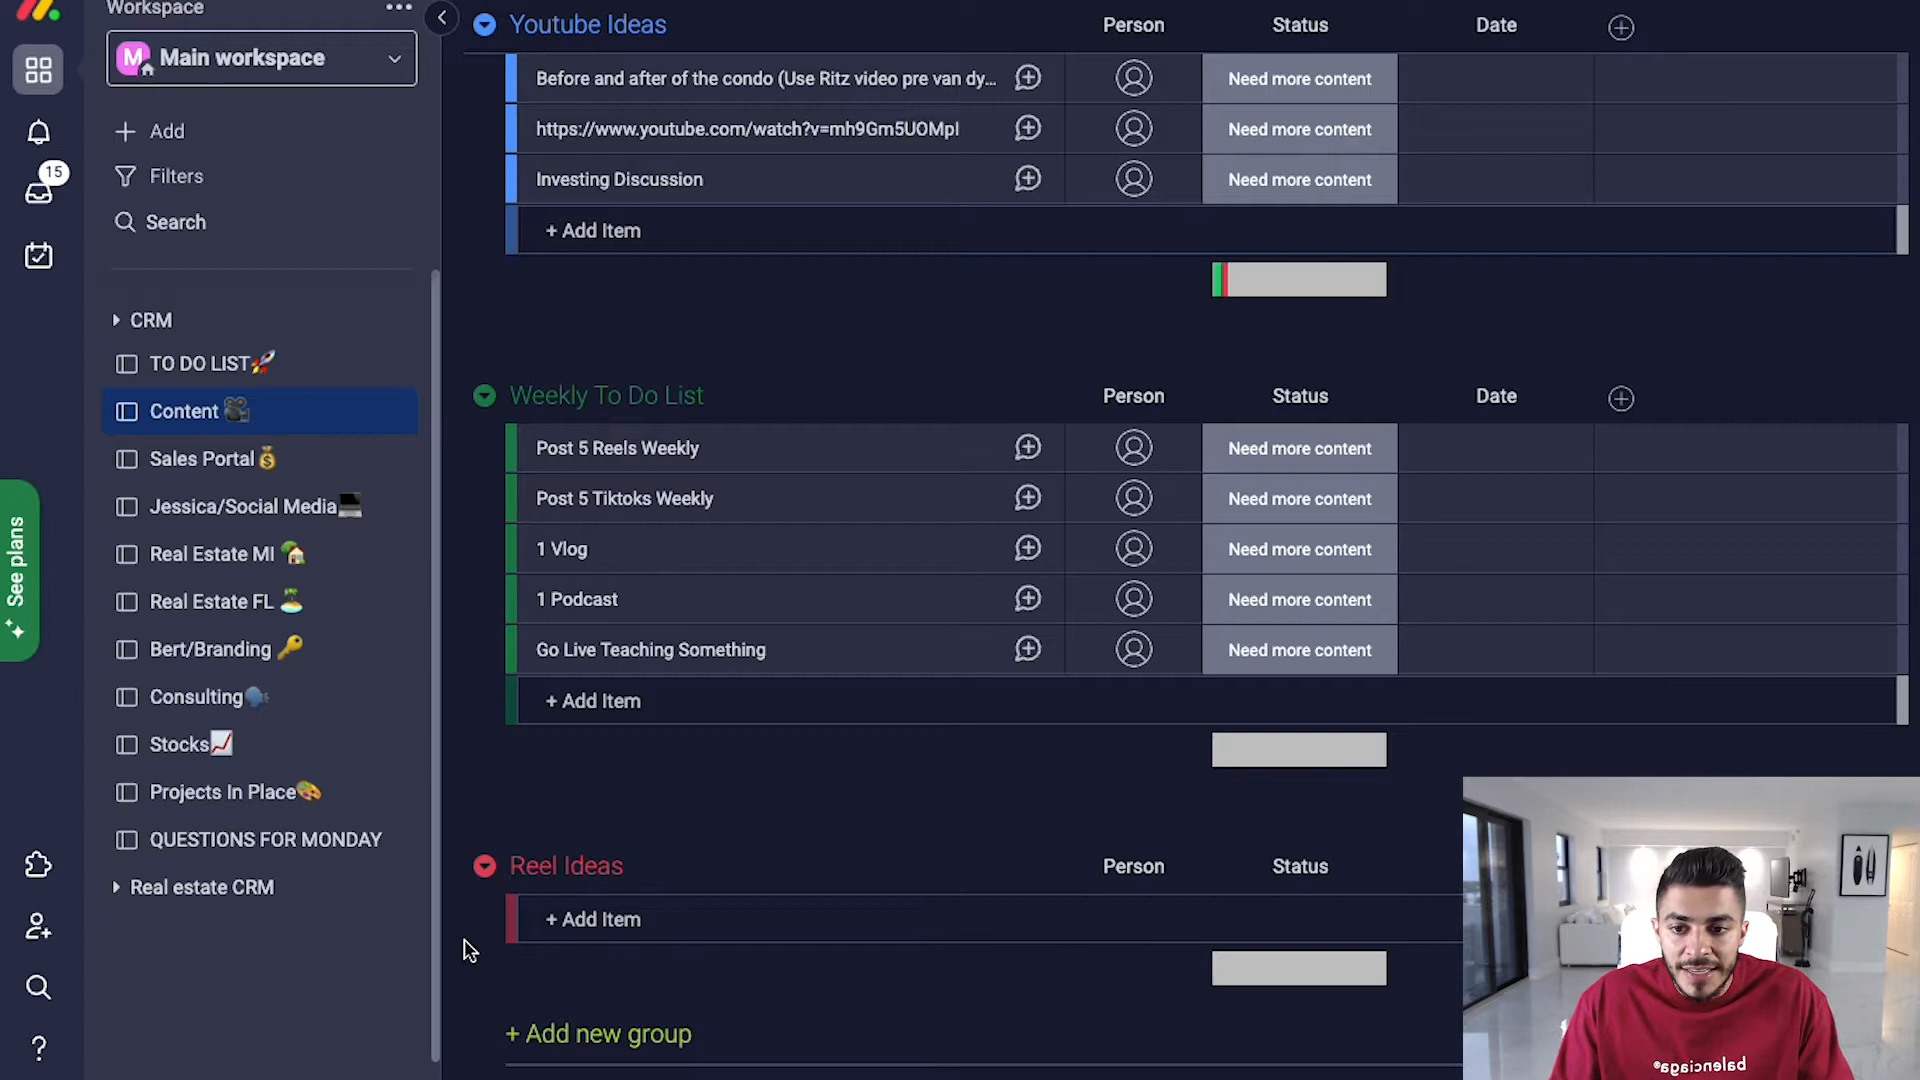 Workspace
M Main workspace
Add
Filters
Search
15
CRM
TO DO LIST🚀
Content 🎥
Sales Portal💰
Jessica/Social Media💻
Real Estate MI 🏡
Real Estate FL 🏝️
Bert/Branding 🔑
Consulting🗣️
Stocks📈
Projects In Place🎨
QUESTIONS FOR MONDAY
Real estate CRM
See plans
?
Youtube Ideas Person Status Date
Before and after of the condo (Use Ritz video pre van dy... Need more content
https://www.youtube.com/watch?v=mh9Gm5UOMpI Need more content
Investing Discussion Need more content
+ Add Item
Weekly To Do List Person Status Date
Post 5 Reels Weekly Need more content
Post 5 Tiktoks Weekly Need more content
1 Vlog Need more content
1 Podcast Need more content
Go Live Teaching Something Need more content
+ Add Item
Reel Ideas Person Status
+ Add Item
+ Add new group
balenciaga®